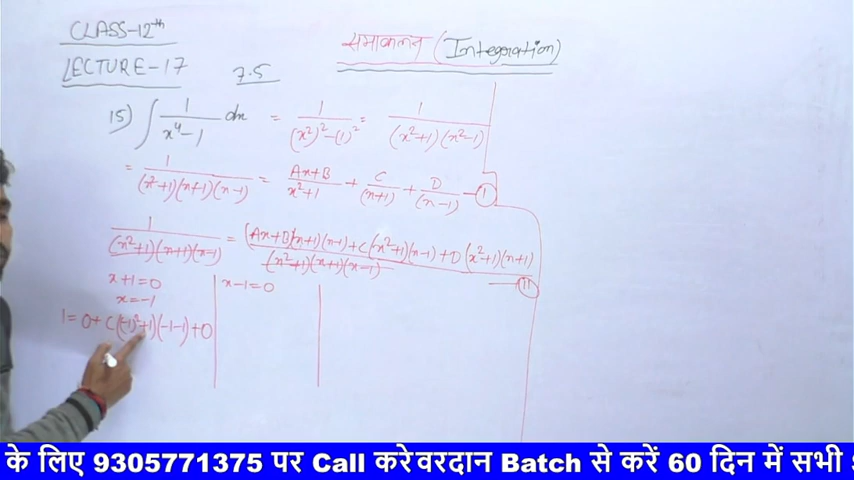 CLASS-12th
समाकलन (Integration)
LECTURE-17 7.5
15) ∫ 1/(x⁴-1) dx = 1/((x²)²-(1)²) = 1/((x²+1)(x²-1))
= 1/((x²+1)(x+1)(x-1)) = (Ax+B)/(x²+1) + C/(x+1) + D/(x-1) — I
1/((x²+1)(x+1)(x-1)) = ((Ax+B)(x+1)(x-1)+C(x²+1)(x-1)+D(x²+1)(x+1))/((x²+1)(x+1)(x-1)) — II
x+1=0 | x-1=0
x=-1
1=0+C((-1)²+1)(-1-1)+0
के लिए 9305771375 पर Call करे वरदान Batch से करें 60 दिन में सभी